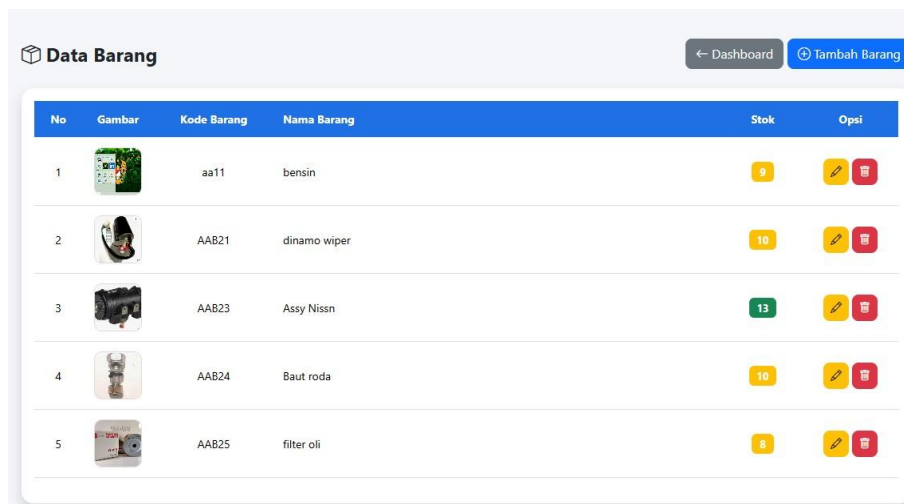 Data Barang
← Dashboard
Tambah Barang
No Gambar Kode Barang Nama Barang Stok Opsi
1 aa11 bensin 9
2 AAB21 dinamo wiper 10
3 AAB23 Assy Nissn 13
4 AAB24 Baut roda 10
5 AAB25 filter oli 8